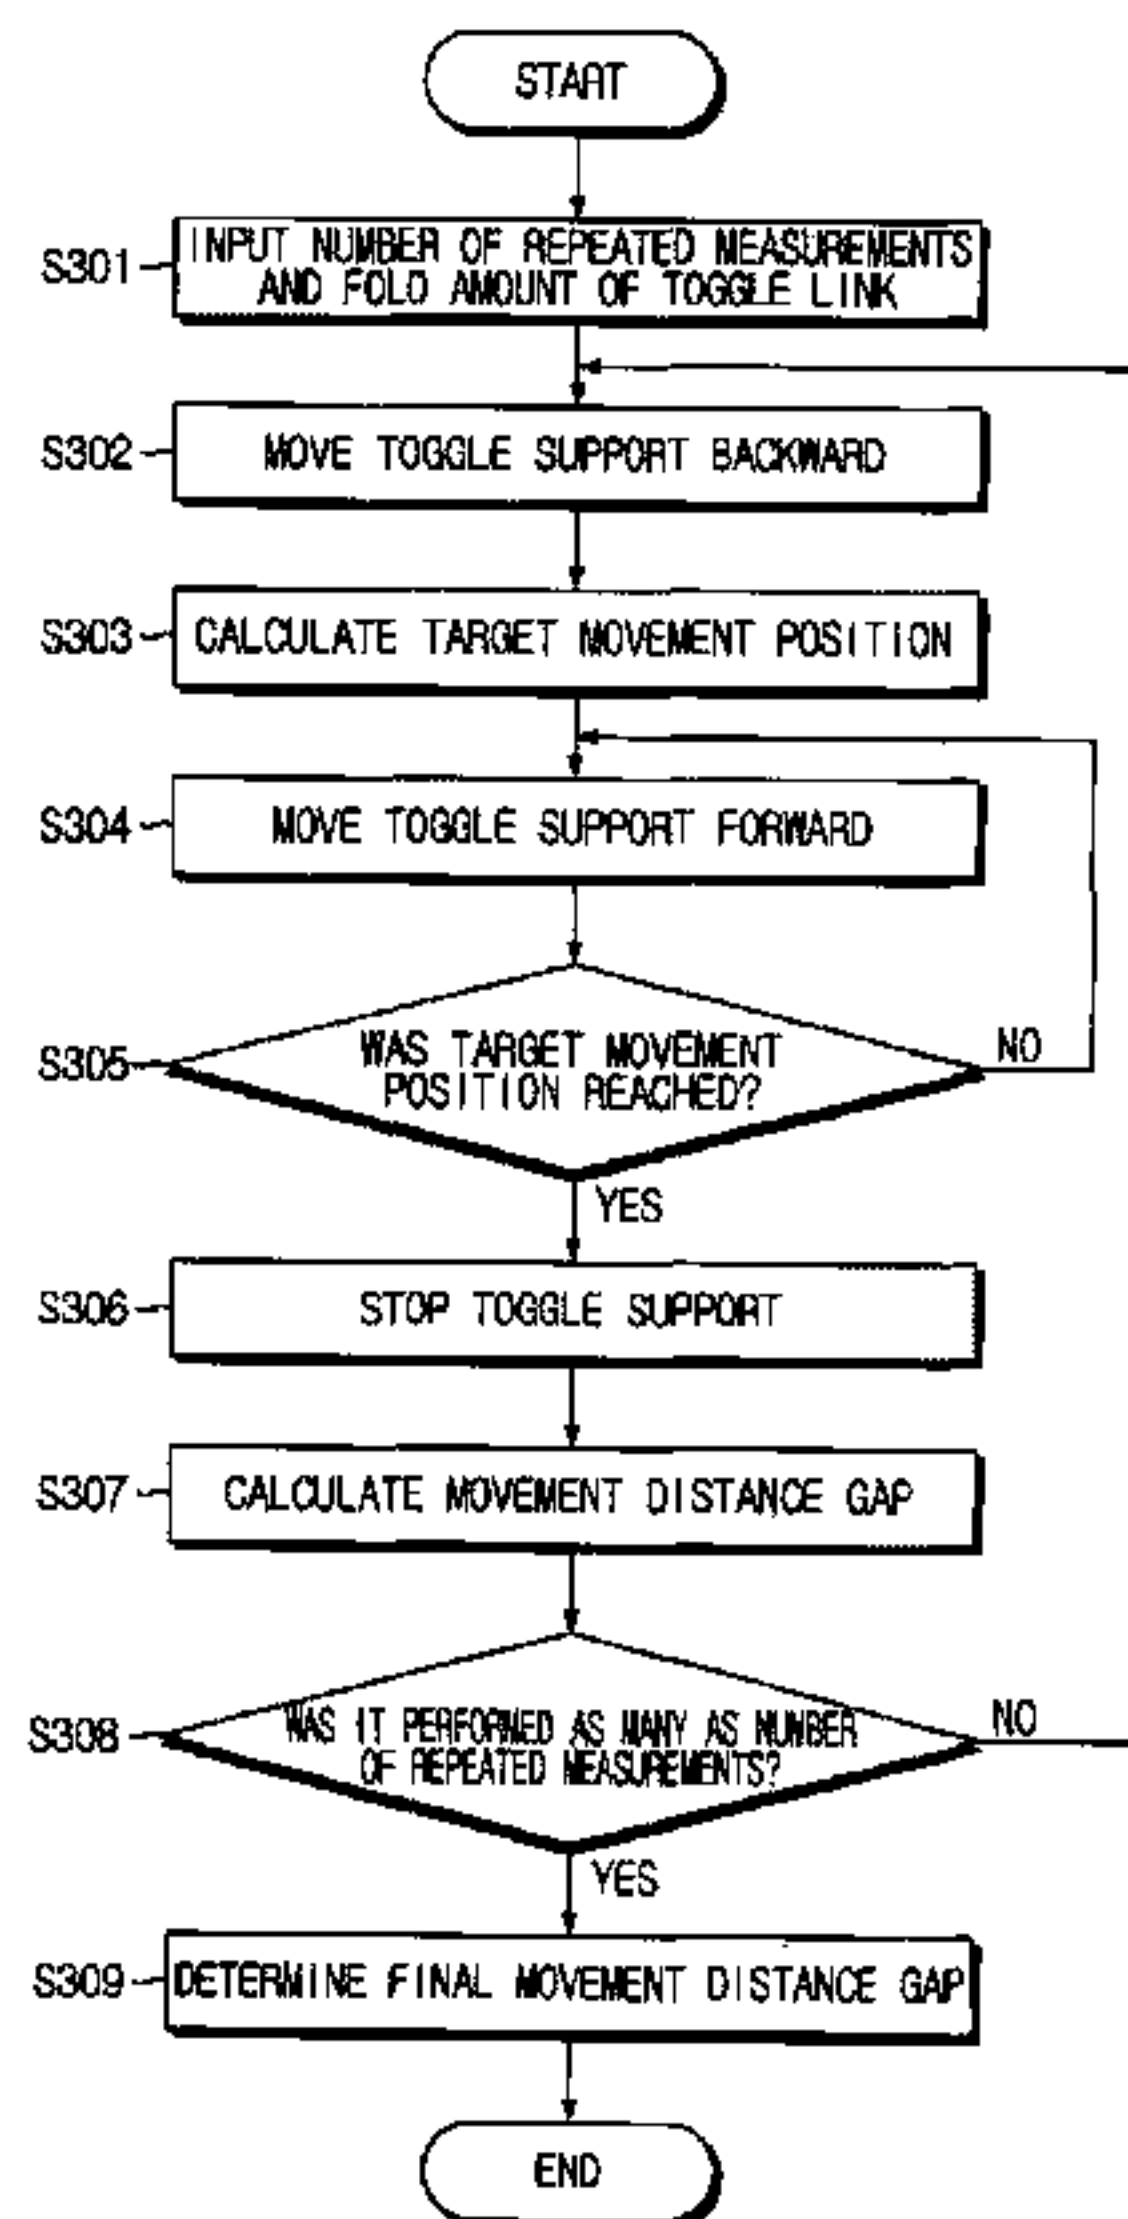 START
S301
INPUT NUMBER OF REPEATED MEASUREMENTS
AND FOLD AMOUNT OF TOGGLE LINK
S302
MOVE TOGGLE SUPPORT BACKWARD
S303
CALCULATE TARGET MOVEMENT POSITION
S304
MOVE TOGGLE SUPPORT FORWARD
S305
WAS TARGET MOVEMENT
POSITION REACHED?
NO
YES
S306
STOP TOGGLE SUPPORT
S307
CALCULATE MOVEMENT DISTANCE GAP
S308
WAS IT PERFORMED AS MANY AS NUMBER
OF REPEATED MEASUREMENTS?
NO
YES
S309
DETERMINE FINAL MOVEMENT DISTANCE GAP
END